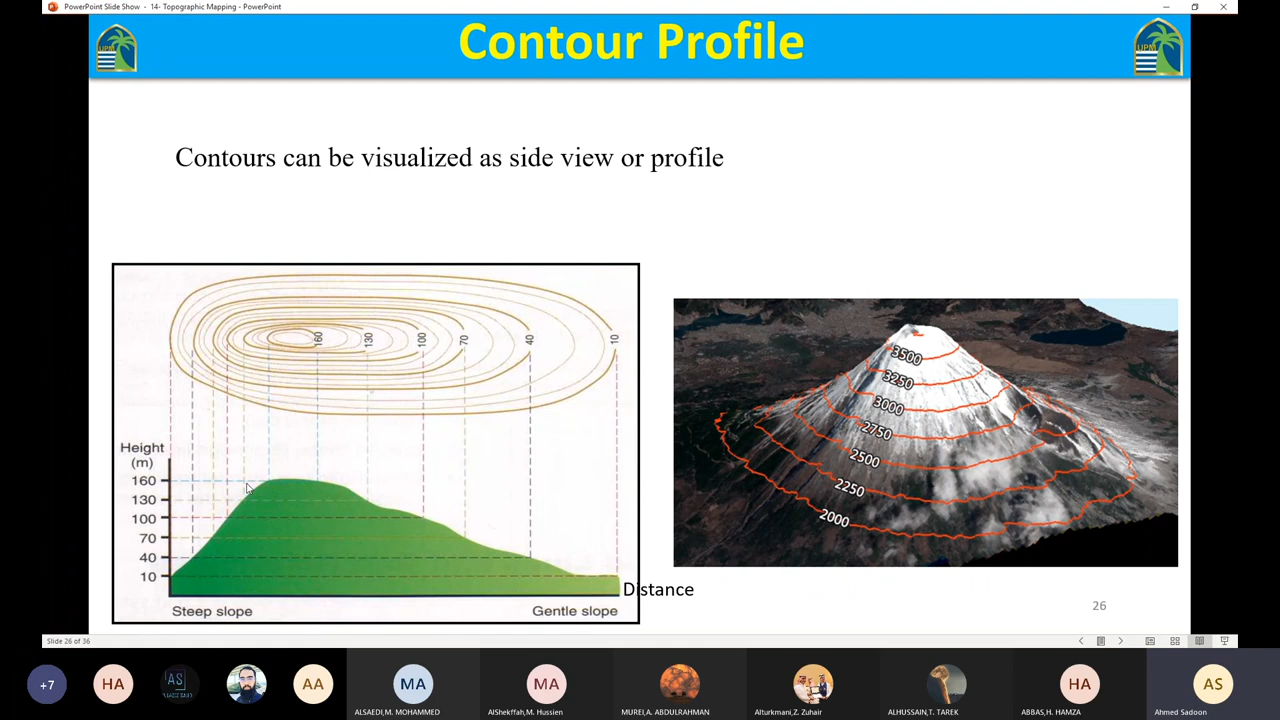 PowerPoint Slide Show - 14- Topographic Mapping - PowerPoint
Contour Profile
UPM
UPM
Contours can be visualized as side view or profile
160
130
100
70
40
10
Height
(m)
160
130
100
70
40
10
Steep slope
Gentle slope
Distance
3500
3250
3000
2750
2500
2250
2000
26
Slide 26 of 36
+7
HA
AS
AA
MA
MA
HA
AS
ALSAEDI,M. MOHAMMED
AlShekffah,M. Hussien
MUREI,A. ABDULRAHMAN
Alturkmani,Z. Zuhair
ALHUSSAIN,T. TAREK
ABBAS,H. HAMZA
Ahmed Sadoon